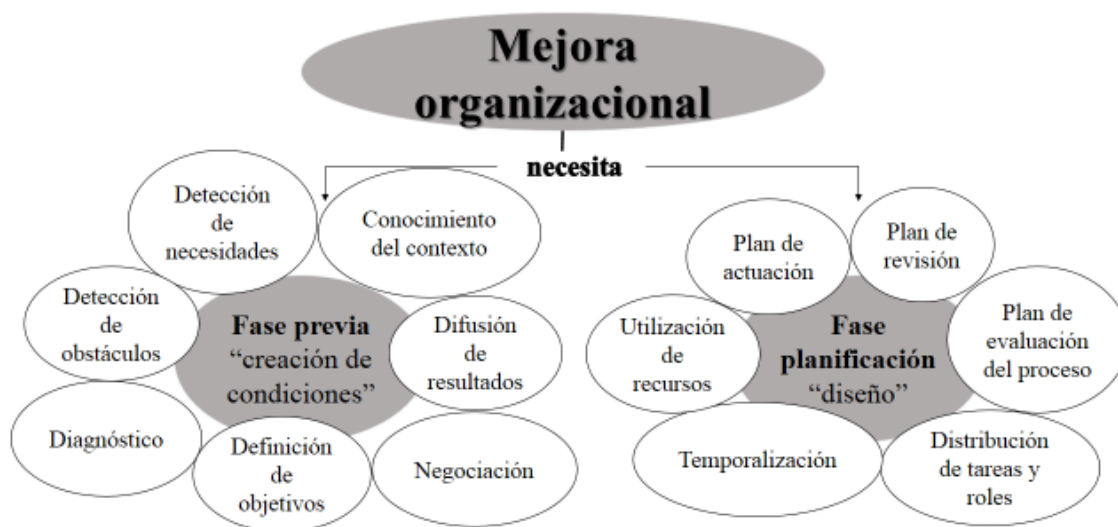 Mejora
organizacional
necesita
Detección
de
necesidades
Conocimiento
del contexto
Detección
de
obstáculos
Fase previa
“creación de
condiciones”
Difusión
de
resultados
Diagnóstico
Definición
de
objetivos
Negociación
Plan de
actuación
Plan de
revisión
Utilización
de
recursos
Fase
planificación
“diseño”
Plan de
evaluación
del proceso
Temporalización
Distribución
de tareas y
roles